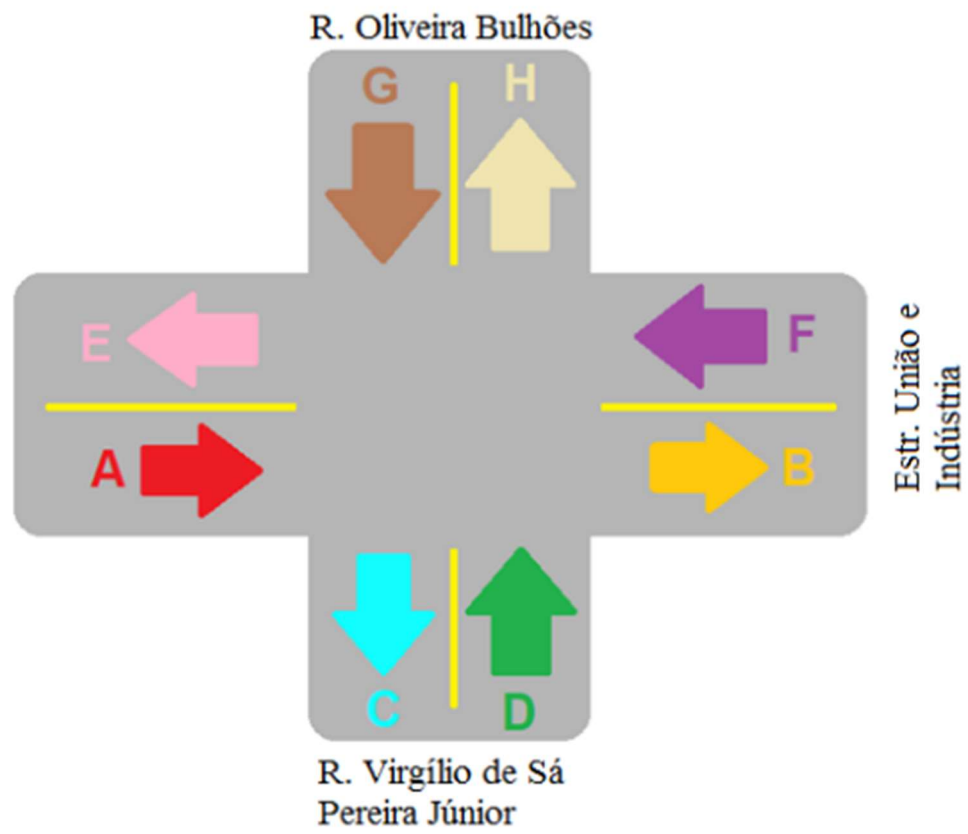 R. Oliveira Bulhões
G
H
E
F
A
B
Estr. União e
Indústria
C
D
R. Virgílio de Sá
Pereira Júnior